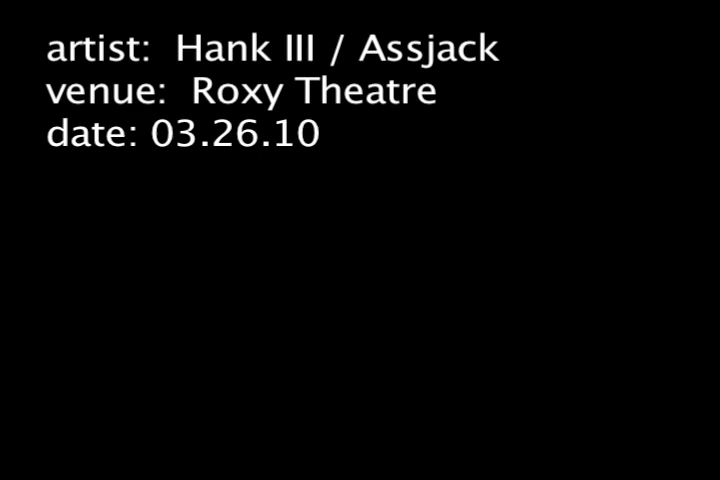 artist:  Hank III / Assjack
venue:  Roxy Theatre
date: 03.26.10